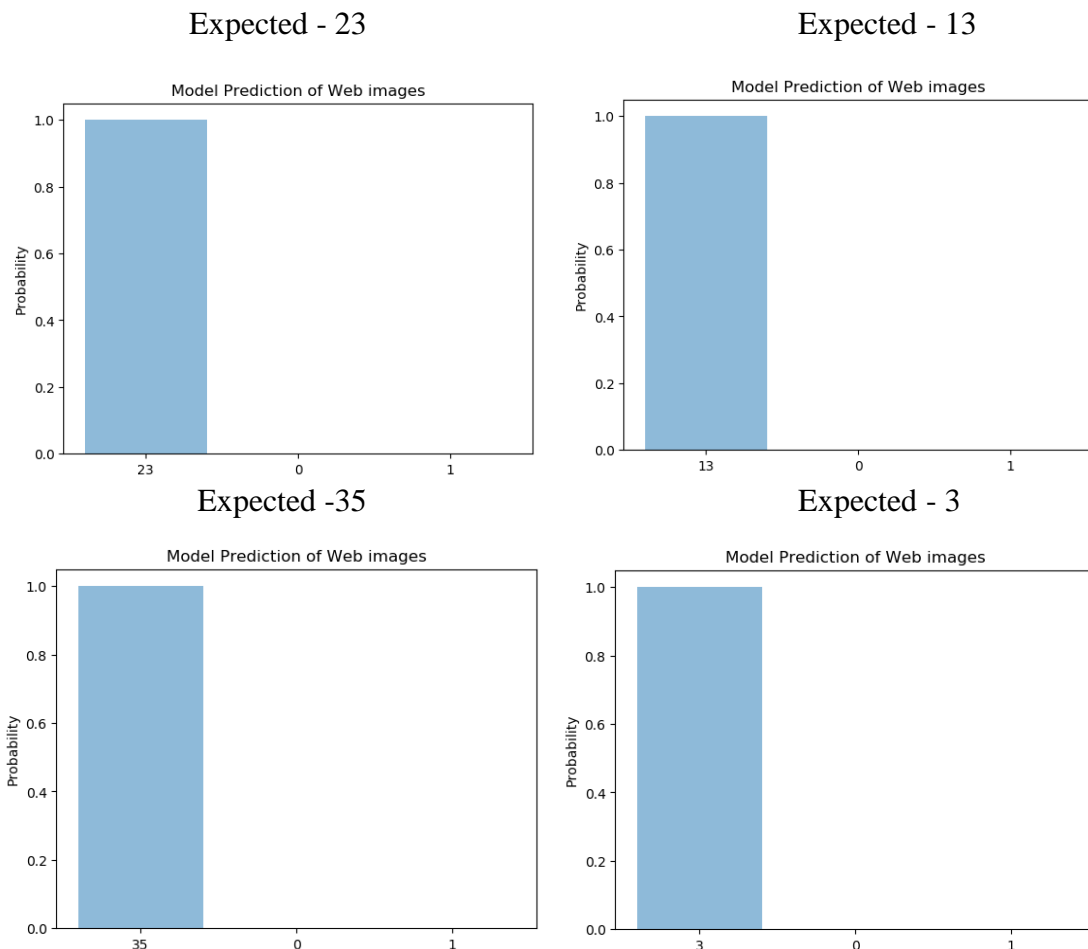 Expected - 23
Model Prediction of Web images
1.0
0.8
0.6
0.4
0.2
0.0
Probability
23 0 1
Expected - 13
Model Prediction of Web images
1.0
0.8
0.6
0.4
0.2
0.0
Probability
13 0 1
Expected -35
Model Prediction of Web images
1.0
0.8
0.6
0.4
0.2
0.0
Probability
35 0 1
Expected - 3
Model Prediction of Web images
1.0
0.8
0.6
0.4
0.2
0.0
Probability
3 0 1